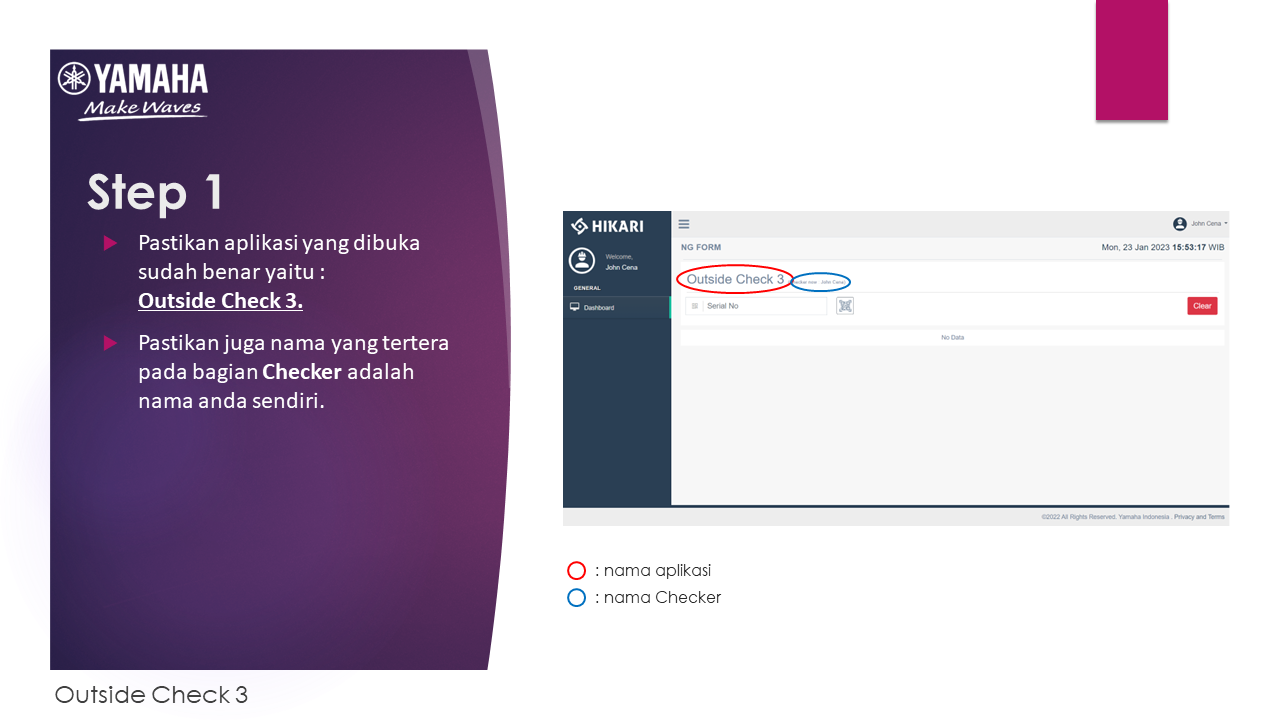 YAMAHA
Make Waves
Step 1
Pastikan aplikasi yang dibuka
sudah benar yaitu :
Outside Check 3.
Pastikan juga nama yang tertera
pada bagian Checker adalah
nama anda sendiri.
HIKARI
Welcome,
John Cena
GENERAL
Dashboard
John Cena
NG FORM
Mon, 23 Jan 2023 15:53:17 WIB
Outside Check 3
: John Cena)
Serial No
Clear
No Data
©2022 All Rights Reserved. Yamaha Indonesia . Privacy and Terms
: nama aplikasi
: nama Checker
Outside Check 3